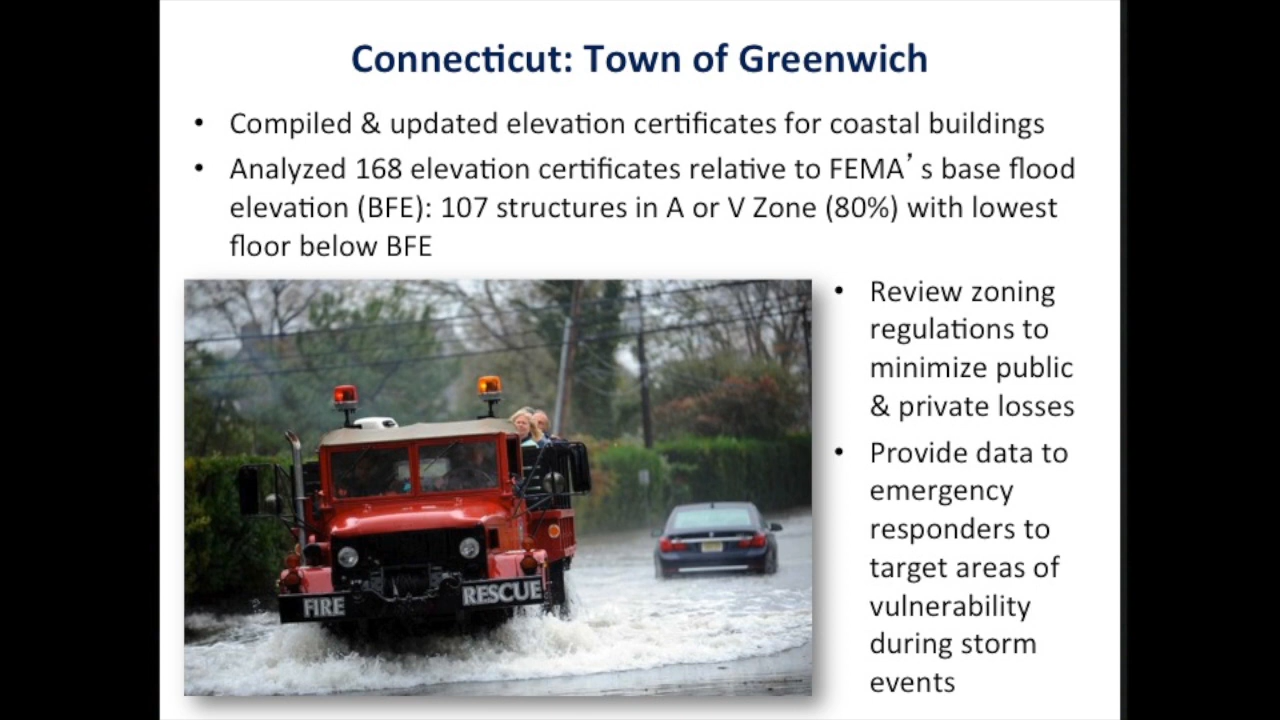 Connecticut: Town of Greenwich
• Compiled & updated elevation certificates for coastal buildings
• Analyzed 168 elevation certificates relative to FEMA’s base flood
elevation (BFE): 107 structures in A or V Zone (80%) with lowest
floor below BFE
• Review zoning
regulations to
minimize public
& private losses
• Provide data to
emergency
responders to
target areas of
vulnerability
during storm
events
FIRE
RESCUE